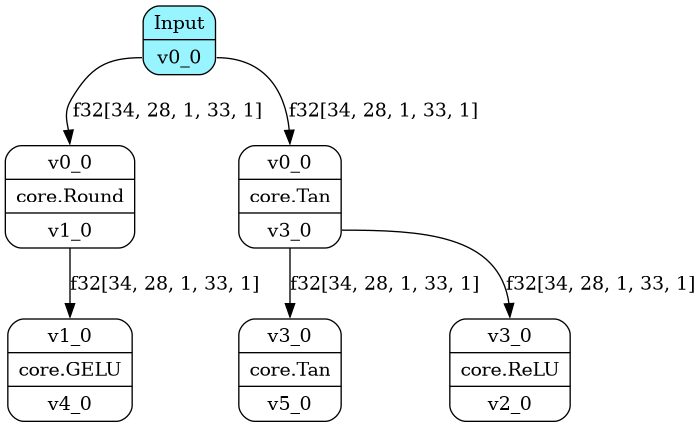 Input
v0_0
f32[34, 28, 1, 33, 1]
f32[34, 28, 1, 33, 1]
v0_0
core.Round
v1_0
v0_0
core.Tan
v3_0
f32[34, 28, 1, 33, 1]
f32[34, 28, 1, 33, 1]
f32[34, 28, 1, 33, 1]
v1_0
core.GELU
v4_0
v3_0
core.Tan
v5_0
v3_0
core.ReLU
v2_0